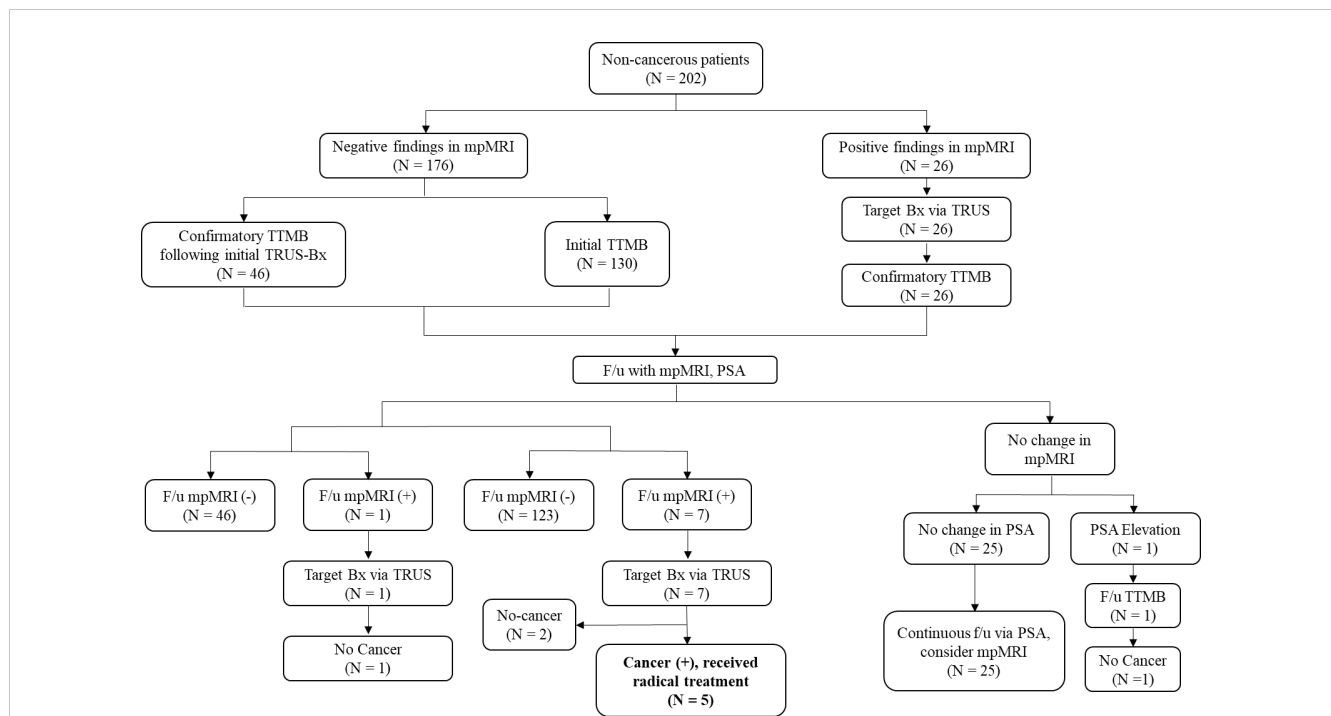 Non-cancerous patients
(N = 202)
Negative findings in mpMRI
(N = 176)
Positive findings in mpMRI
(N = 26)
Confirmatory TTMB
following initial TRUS-Bx
(N = 46)
Initial TTMB
(N = 130)
Target Bx via TRUS
(N = 26)
Confirmatory TTMB
(N = 26)
F/u with mpMRI, PSA
No change in
mpMRI
F/u mpMRI (-)
(N = 46)
F/u mpMRI (+)
(N = 1)
F/u mpMRI (-)
(N = 123)
F/u mpMRI (+)
(N = 7)
No change in PSA
(N = 25)
PSA Elevation
(N = 1)
Target Bx via TRUS
(N = 1)
Target Bx via TRUS
(N = 7)
F/u TTMB
(N = 1)
No Cancer
(N = 1)
No-cancer
(N = 2)
Cancer (+), received
radical treatment
(N = 5)
Continuous f/u via PSA,
consider mpMRI
(N = 25)
No Cancer
(N =1)